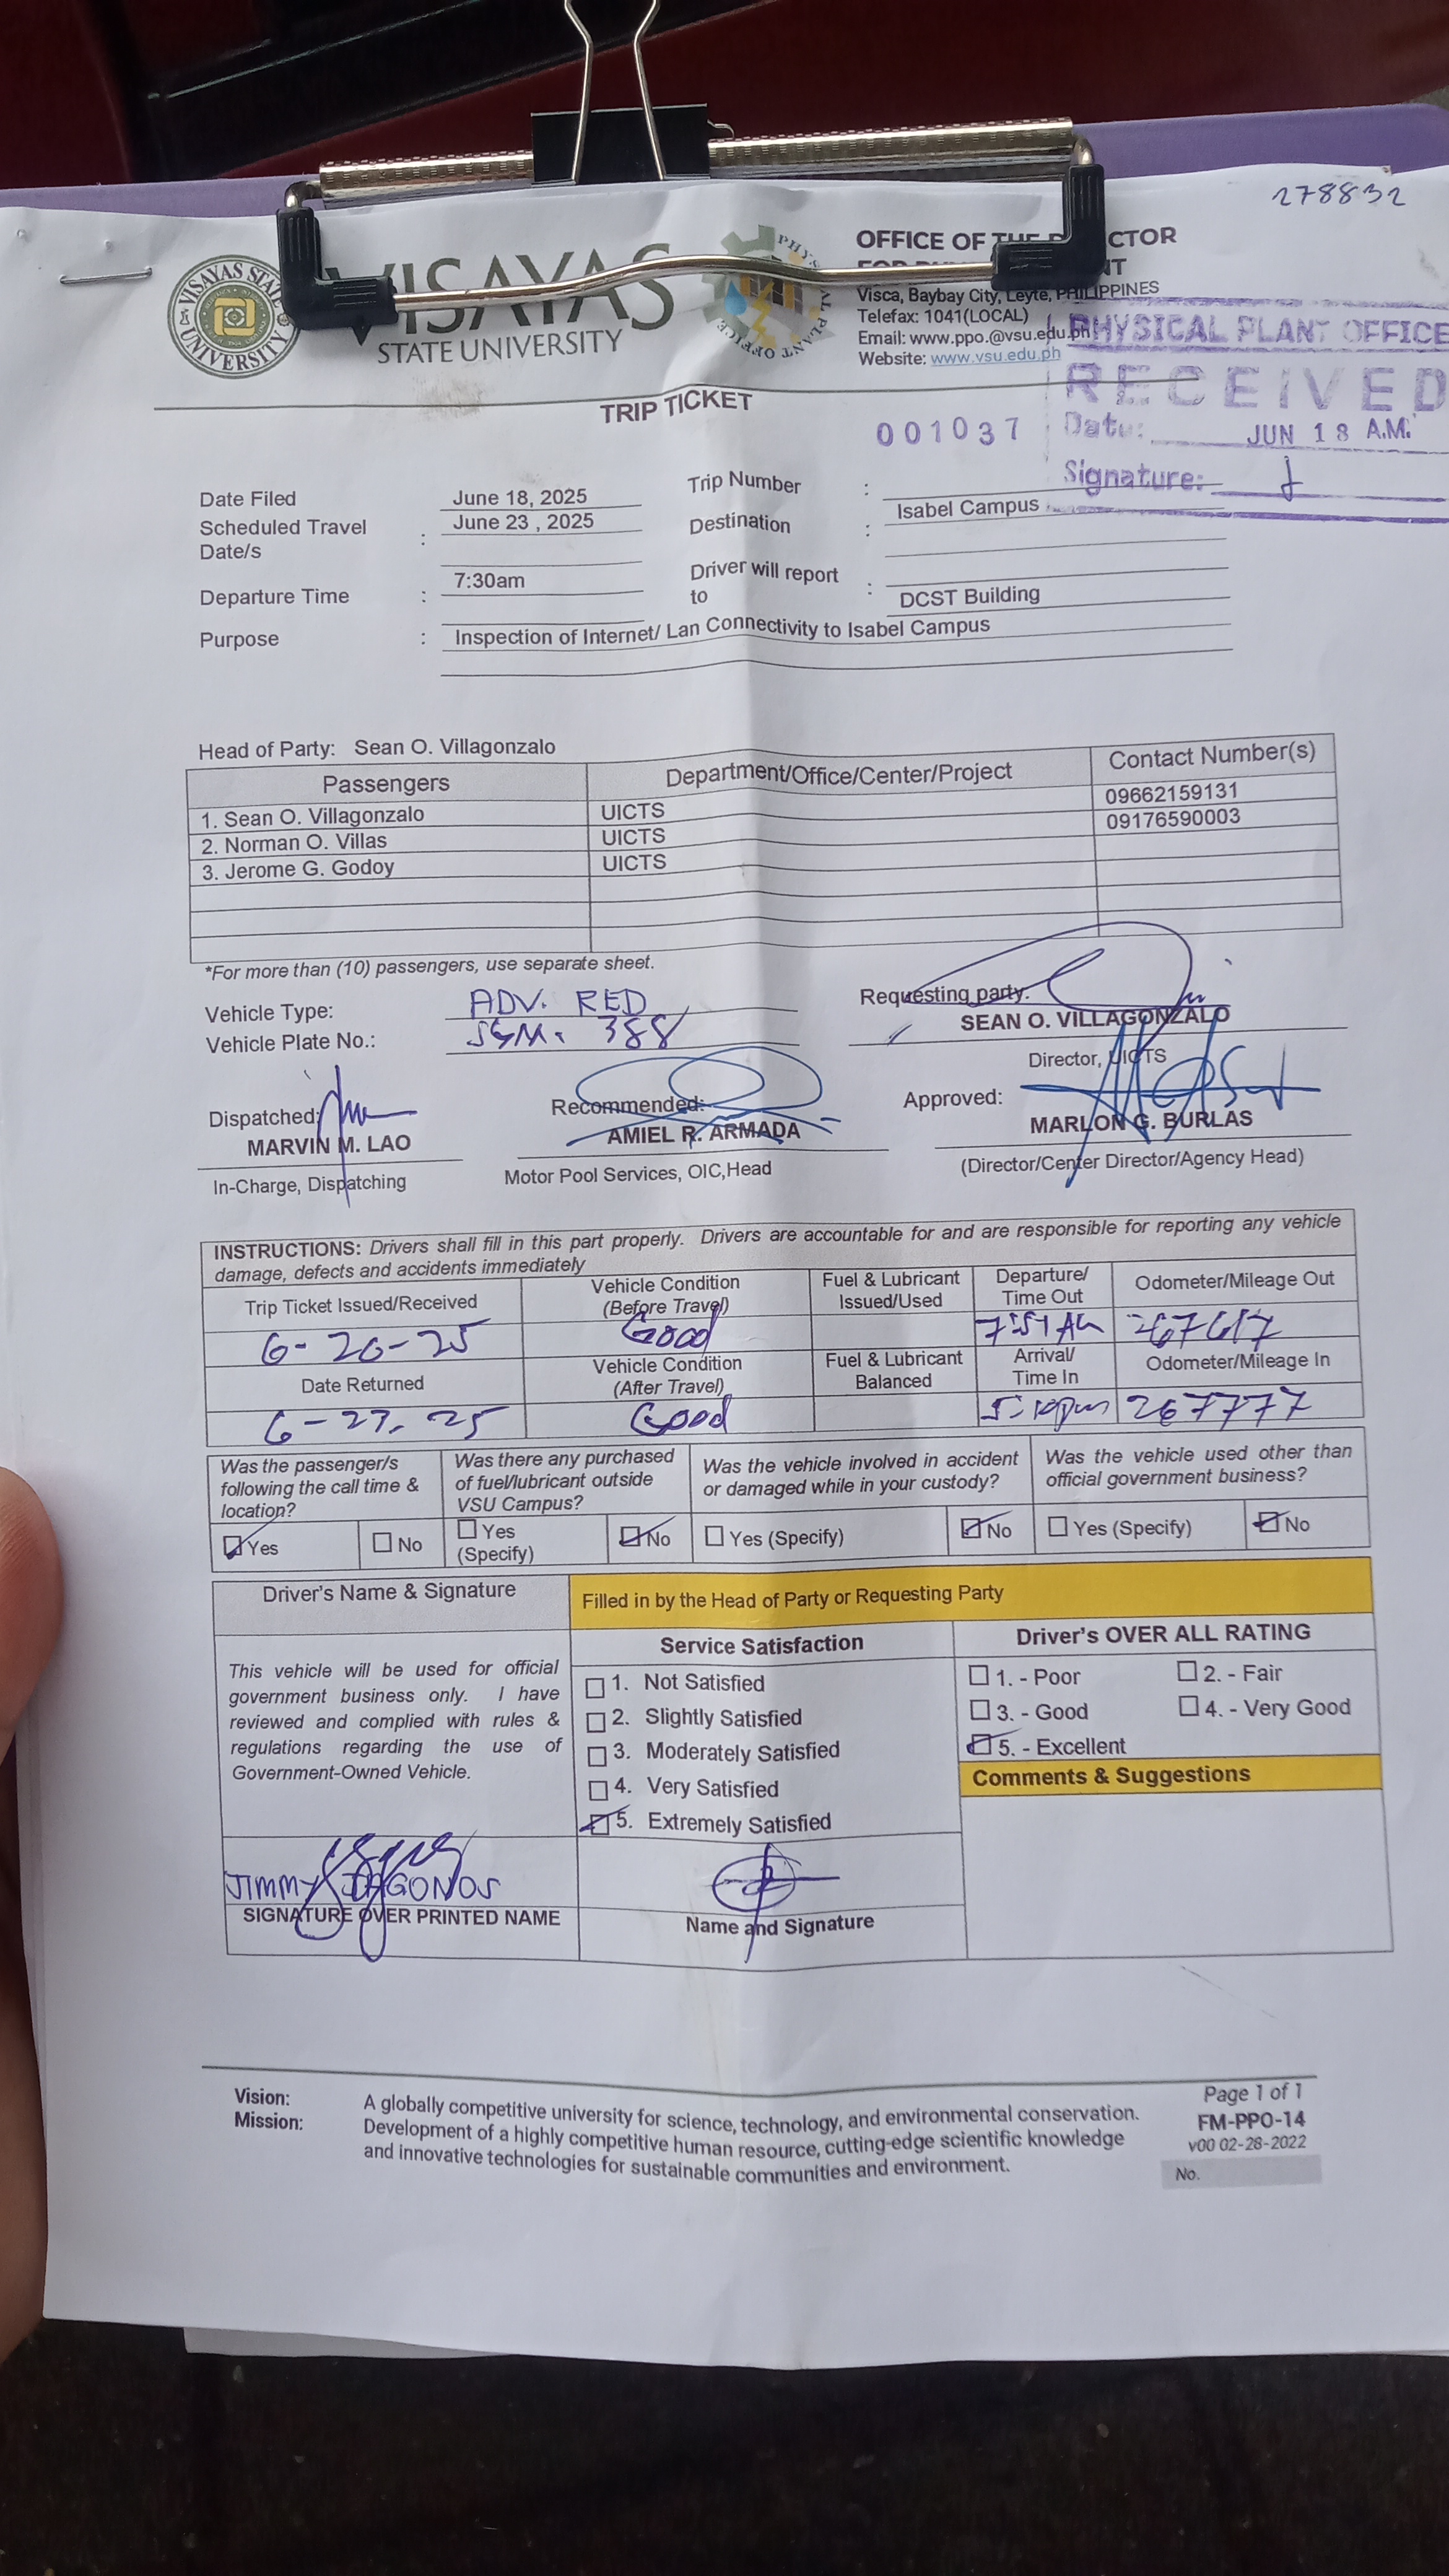 278832
VISAYAS STATE UNIVERSITY
VISAYAS
STATE UNIVERSITY
OFFICE OF THE
Visca, Baybay City, Leyte, PHILIPPINES
Telefax: 1041(LOCAL)
Email: www.ppo.@vsu.edu.ph
Website: www.vsu.edu.ph
PHYSICAL PLANT OFFICE
RECEIVED
Date: JUN 18 A.M.
Signature:
TRIP TICKET
001037
Date Filed June 18, 2025 Trip Number :
Scheduled Travel Date/s : June 23 , 2025 Destination : Isabel Campus
Departure Time : 7:30am Driver will report to : DCST Building
Purpose : Inspection of Internet/ Lan Connectivity to Isabel Campus
Head of Party: Sean O. Villagonzalo
Passengers Department/Office/Center/Project Contact Number(s)
1. Sean O. Villagonzalo UICTS 09662159131
2. Norman O. Villas UICTS 09176590003
3. Jerome G. Godoy UICTS
*For more than (10) passengers, use separate sheet.
Vehicle Type: ADV. RED
Vehicle Plate No.: 388
Requesting party:
SEAN O. VILLAGONZALO
Director, UICTS
Dispatched: Recommended: Approved:
MARVIN M. LAO AMIEL R. ARMADA MARLON G. BURLAS
In-Charge, Dispatching Motor Pool Services, OIC,Head (Director/Center Director/Agency Head)
INSTRUCTIONS: Drivers shall fill in this part properly. Drivers are accountable for and are responsible for reporting any vehicle
damage, defects and accidents immediately
Trip Ticket Issued/Received Vehicle Condition (Before Travel) Fuel & Lubricant Issued/Used Departure/ Time Out Odometer/Mileage Out
6-20-25 Good 7:51 AM 267617
Date Returned Vehicle Condition (After Travel) Fuel & Lubricant Balanced Arrival/ Time In Odometer/Mileage In
6-23-25 Good 267777
Was the passenger/s following the call time & location?
Was there any purchased of fuel/lubricant outside VSU Campus?
Was the vehicle involved in accident or damaged while in your custody?
Was the vehicle used other than official government business?
Yes No Yes (Specify) No Yes (Specify) No Yes (Specify) No
Driver's Name & Signature Filled in by the Head of Party or Requesting Party
Service Satisfaction Driver's OVER ALL RATING
This vehicle will be used for official
government business only. I have
reviewed and complied with rules &
regulations regarding the use of
Government-Owned Vehicle.
1. Not Satisfied
2. Slightly Satisfied
3. Moderately Satisfied
4. Very Satisfied
5. Extremely Satisfied
1. - Poor 2. - Fair
3. - Good 4. - Very Good
5. - Excellent
Comments & Suggestions
JIMMY
SIGNATURE OVER PRINTED NAME Name and Signature
Vision: A globally competitive university for science, technology, and environmental conservation.
Mission: Development of a highly competitive human resource, cutting-edge scientific knowledge
and innovative technologies for sustainable communities and environment.
Page 1 of 1
FM-PPO-14
v00 02-28-2022
No.